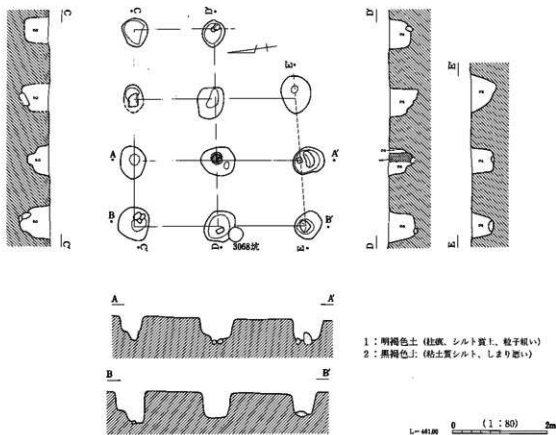 C
C'
D'
A
A'
B
B'
C'
D
E
3068坑
D'
D
E'
E
A
A'
B
B'
1：明褐色土（柱痕、シルト質土、粒子粗い）
2：黒褐色土（粘土質シルト、しまり悪い）
L=461.00
0 (1：80) 2m